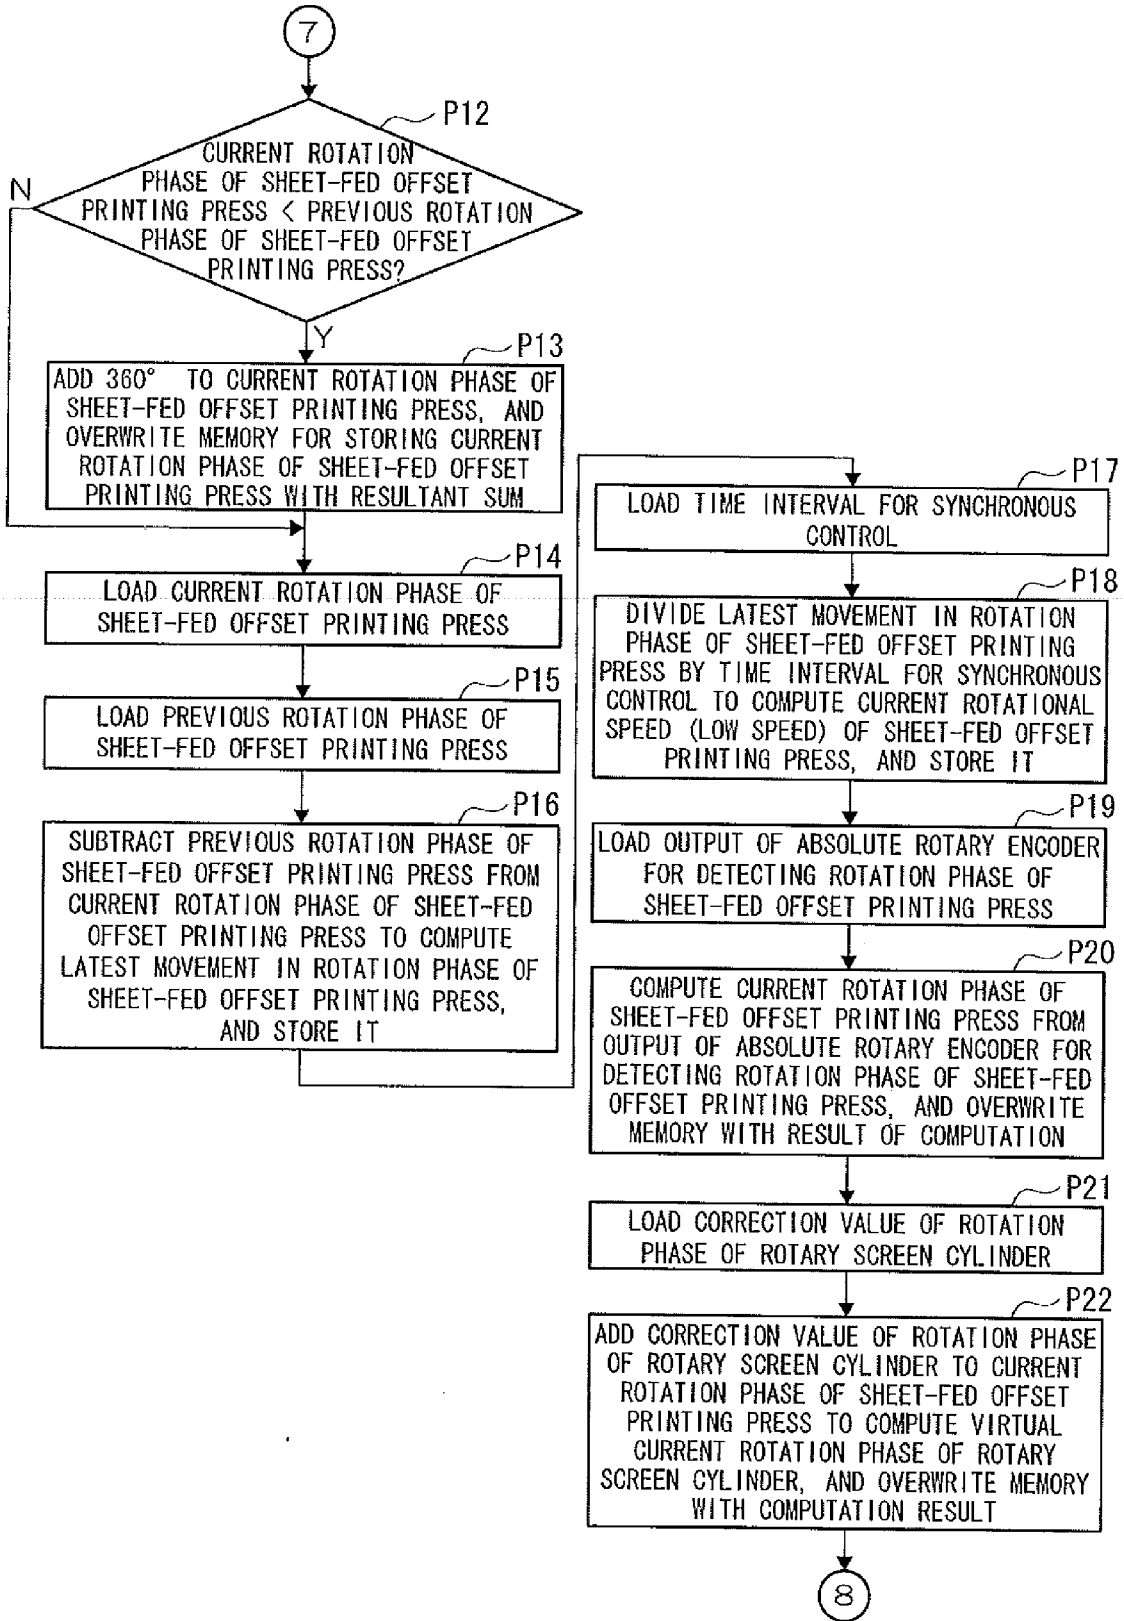 7
P12
CURRENT ROTATION
PHASE OF SHEET-FED OFFSET
PRINTING PRESS < PREVIOUS ROTATION
PHASE OF SHEET-FED OFFSET
PRINTING PRESS?
N
Y
P13
ADD 360° TO CURRENT ROTATION PHASE OF
SHEET-FED OFFSET PRINTING PRESS, AND
OVERWRITE MEMORY FOR STORING CURRENT
ROTATION PHASE OF SHEET-FED OFFSET
PRINTING PRESS WITH RESULTANT SUM
P14
LOAD CURRENT ROTATION PHASE OF
SHEET-FED OFFSET PRINTING PRESS
P15
LOAD PREVIOUS ROTATION PHASE OF
SHEET-FED OFFSET PRINTING PRESS
P16
SUBTRACT PREVIOUS ROTATION PHASE OF
SHEET-FED OFFSET PRINTING PRESS FROM
CURRENT ROTATION PHASE OF SHEET-FED
OFFSET PRINTING PRESS TO COMPUTE
LATEST MOVEMENT IN ROTATION PHASE OF
SHEET-FED OFFSET PRINTING PRESS,
AND STORE IT
P17
LOAD TIME INTERVAL FOR SYNCHRONOUS
CONTROL
P18
DIVIDE LATEST MOVEMENT IN ROTATION
PHASE OF SHEET-FED OFFSET PRINTING
PRESS BY TIME INTERVAL FOR SYNCHRONOUS
CONTROL TO COMPUTE CURRENT ROTATIONAL
SPEED (LOW SPEED) OF SHEET-FED OFFSET
PRINTING PRESS, AND STORE IT
P19
LOAD OUTPUT OF ABSOLUTE ROTARY ENCODER
FOR DETECTING ROTATION PHASE OF
SHEET-FED OFFSET PRINTING PRESS
P20
COMPUTE CURRENT ROTATION PHASE OF
SHEET-FED OFFSET PRINTING PRESS FROM
OUTPUT OF ABSOLUTE ROTARY ENCODER FOR
DETECTING ROTATION PHASE OF SHEET-FED
OFFSET PRINTING PRESS, AND OVERWRITE
MEMORY WITH RESULT OF COMPUTATION
P21
LOAD CORRECTION VALUE OF ROTATION
PHASE OF ROTARY SCREEN CYLINDER
P22
ADD CORRECTION VALUE OF ROTATION PHASE
OF ROTARY SCREEN CYLINDER TO CURRENT
ROTATION PHASE OF SHEET-FED OFFSET
PRINTING PRESS TO COMPUTE VIRTUAL
CURRENT ROTATION PHASE OF ROTARY
SCREEN CYLINDER, AND OVERWRITE MEMORY
WITH COMPUTATION RESULT
8